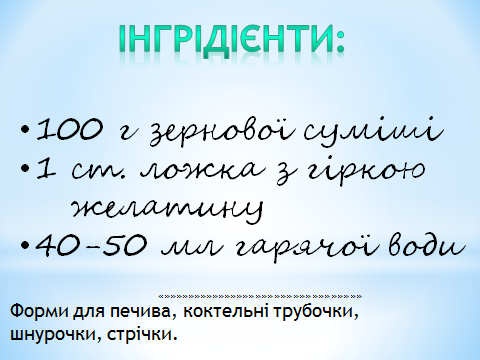 ІНГРІДІЄНТИ:
•100 г зернової суміші
•1 ст. ложка з гіркою
желатину
•40-50 мл гарячої води
«»»»»»»»»»»»»»»»»»»»»»»»»»»»»»»»»
Форми для печива, коктельні трубочки,
шнурочки, стрічки.